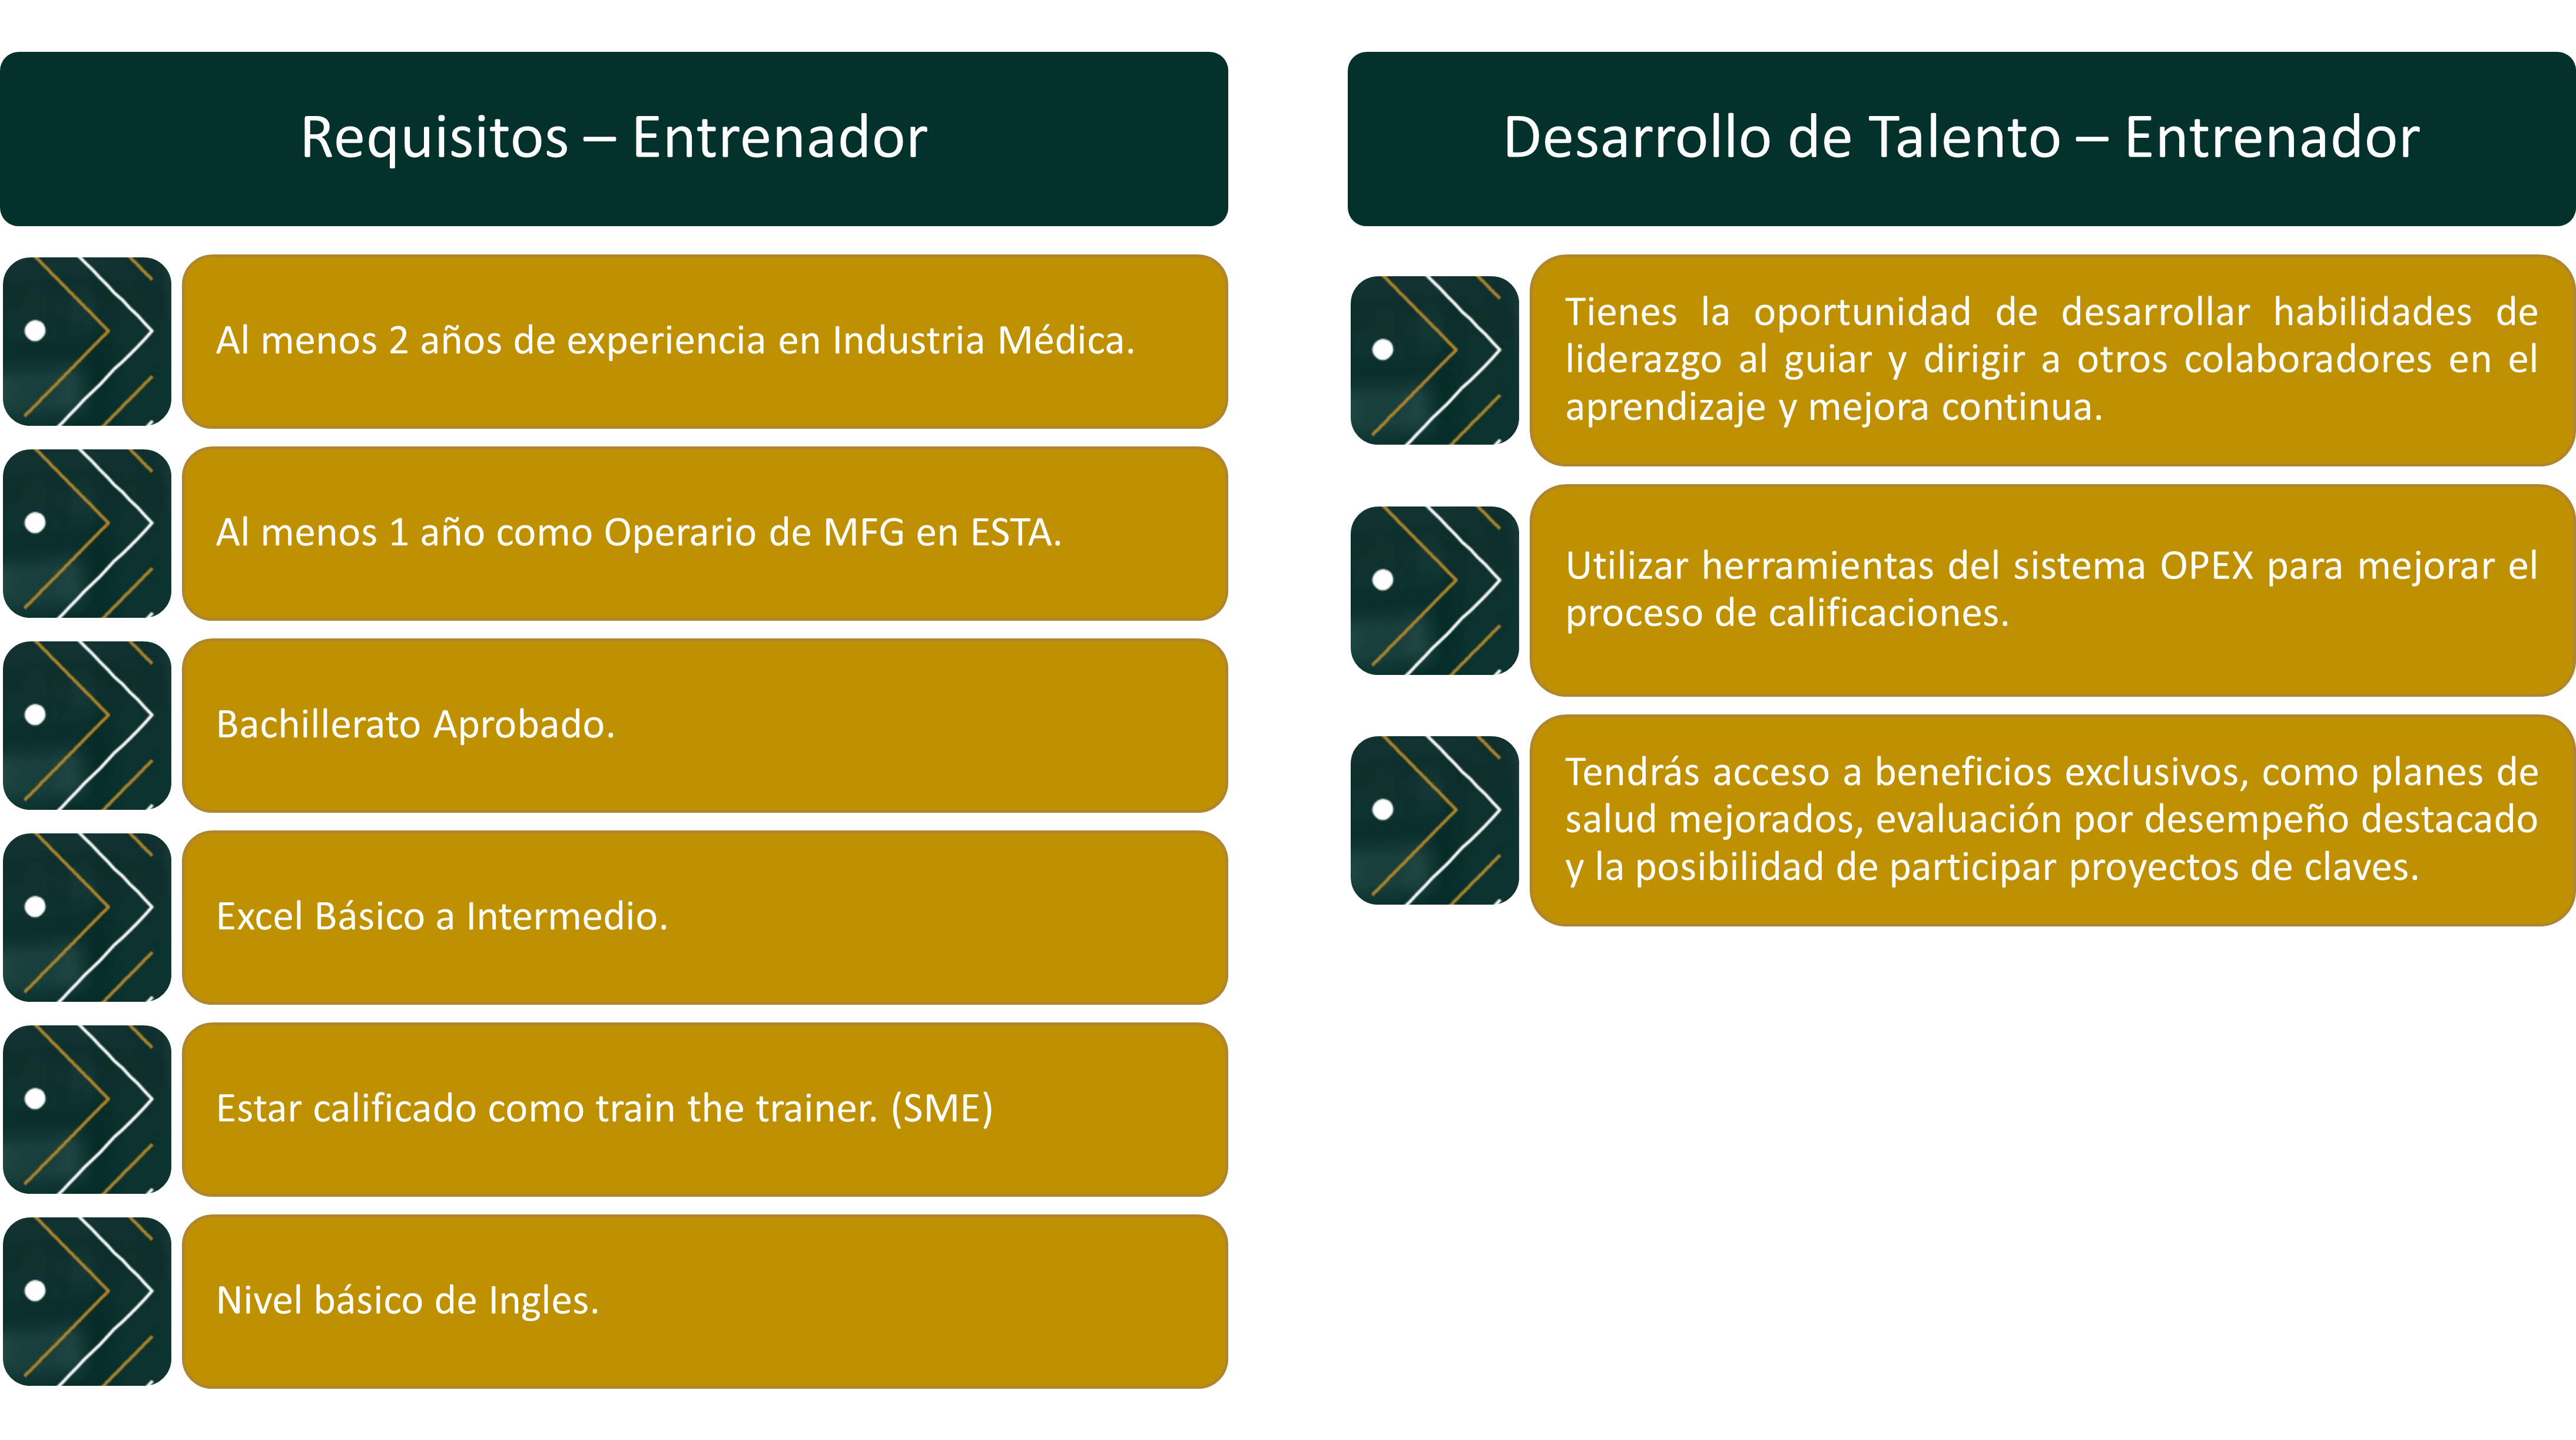 Requisitos – Entrenador
Al menos 2 años de experiencia en Industria Médica.
Al menos 1 año como Operario de MFG en ESTA.
Bachillerato Aprobado.
Excel Básico a Intermedio.
Estar calificado como train the trainer. (SME)
Nivel básico de Ingles.
Desarrollo de Talento – Entrenador
Tienes la oportunidad de desarrollar habilidades de
liderazgo al guiar y dirigir a otros colaboradores en el
aprendizaje y mejora continua.
Utilizar herramientas del sistema OPEX para mejorar el
proceso de calificaciones.
Tendrás acceso a beneficios exclusivos, como planes de
salud mejorados, evaluación por desempeño destacado
y la posibilidad de participar proyectos de claves.